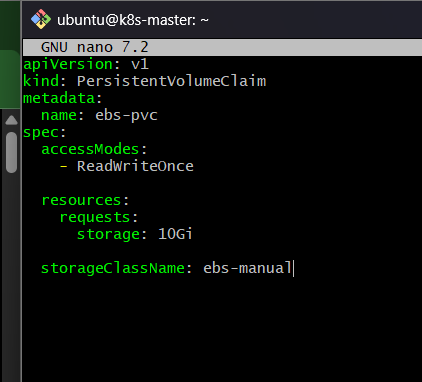 ubuntu@k8s-master: ~
GNU nano 7.2
apiVersion: v1
kind: PersistentVolumeClaim
metadata:
  name: ebs-pvc
spec:
  accessModes:
    - ReadWriteOnce

  resources:
    requests:
      storage: 10Gi

  storageClassName: ebs-manual